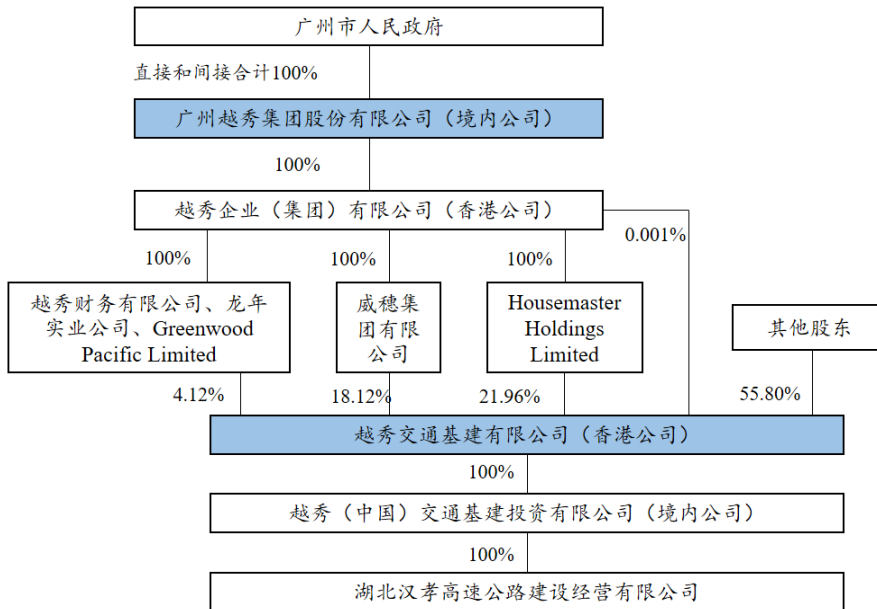 广州市人民政府
直接和间接合计100%
广州越秀集团股份有限公司（境内公司）
100%
越秀企业（集团）有限公司（香港公司）
0.001%
100%
100%
100%
越秀财务有限公司、龙年
实业公司、Greenwood
Pacific Limited
威穗集
团有限
公司
Housemaster
Holdings
Limited
其他股东
4.12%
18.12%
21.96%
55.80%
越秀交通基建有限公司（香港公司）
100%
越秀（中国）交通基建投资有限公司（境内公司）
100%
湖北汉孝高速公路建设经营有限公司